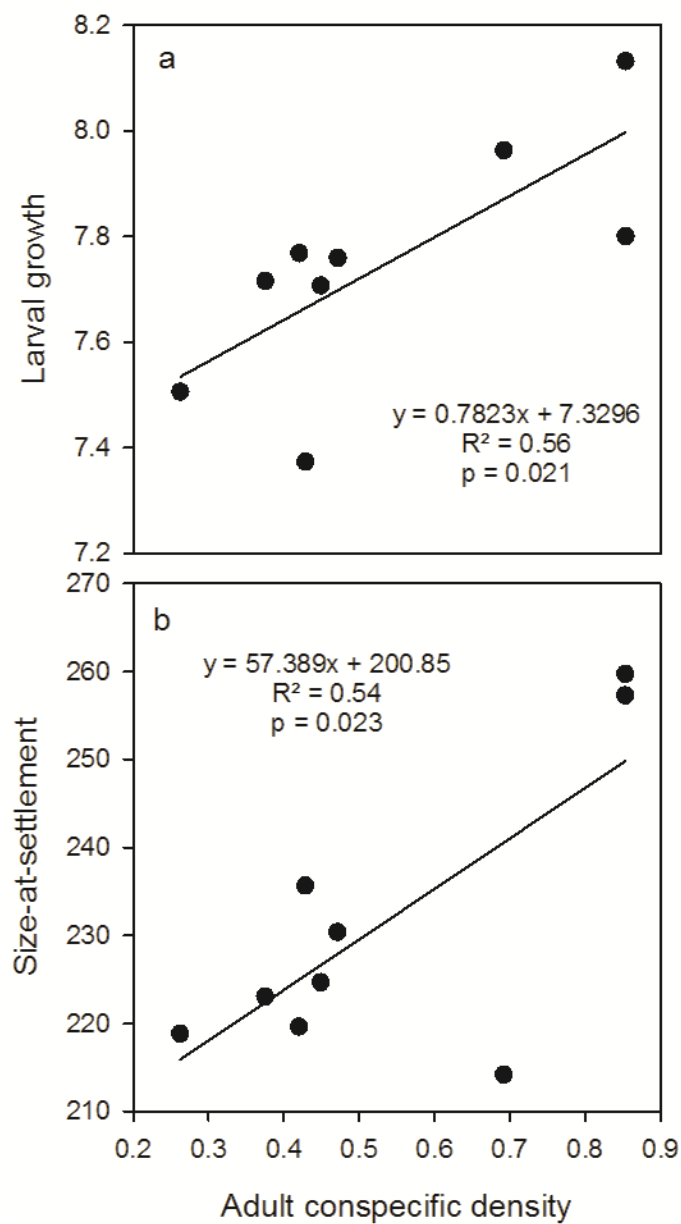 8.2
a
8.0
7.8
7.6
7.4
7.2
Larval growth
y = 0.7823x + 7.3296
R² = 0.56
p = 0.021
270
b
260
250
240
230
220
210
Size-at-settlement
y = 57.389x + 200.85
R² = 0.54
p = 0.023
0.2 0.3 0.4 0.5 0.6 0.7 0.8 0.9
Adult conspecific density